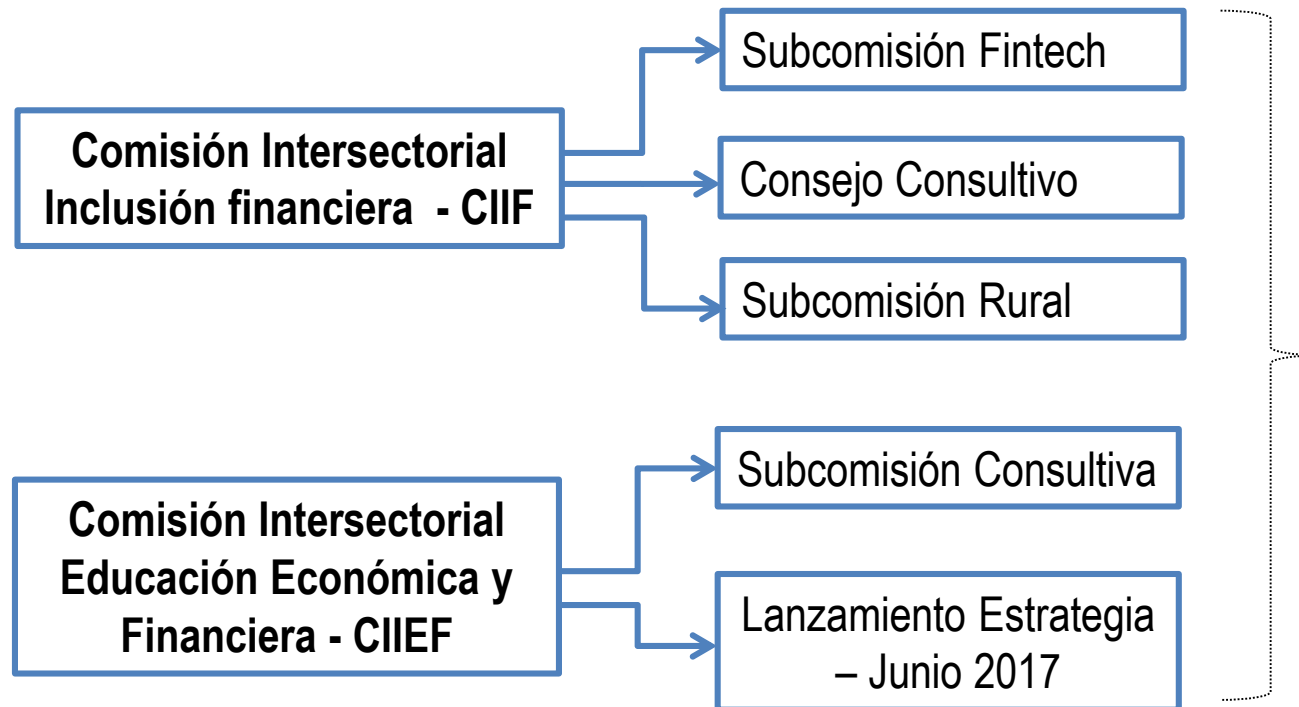 Comisión Intersectorial
Inclusión financiera - CIIF
Subcomisión Fintech
Consejo Consultivo
Subcomisión Rural
Comisión Intersectorial
Educación Económica y
Financiera - CIIEF
Subcomisión Consultiva
Lanzamiento Estrategia
– Junio 2017